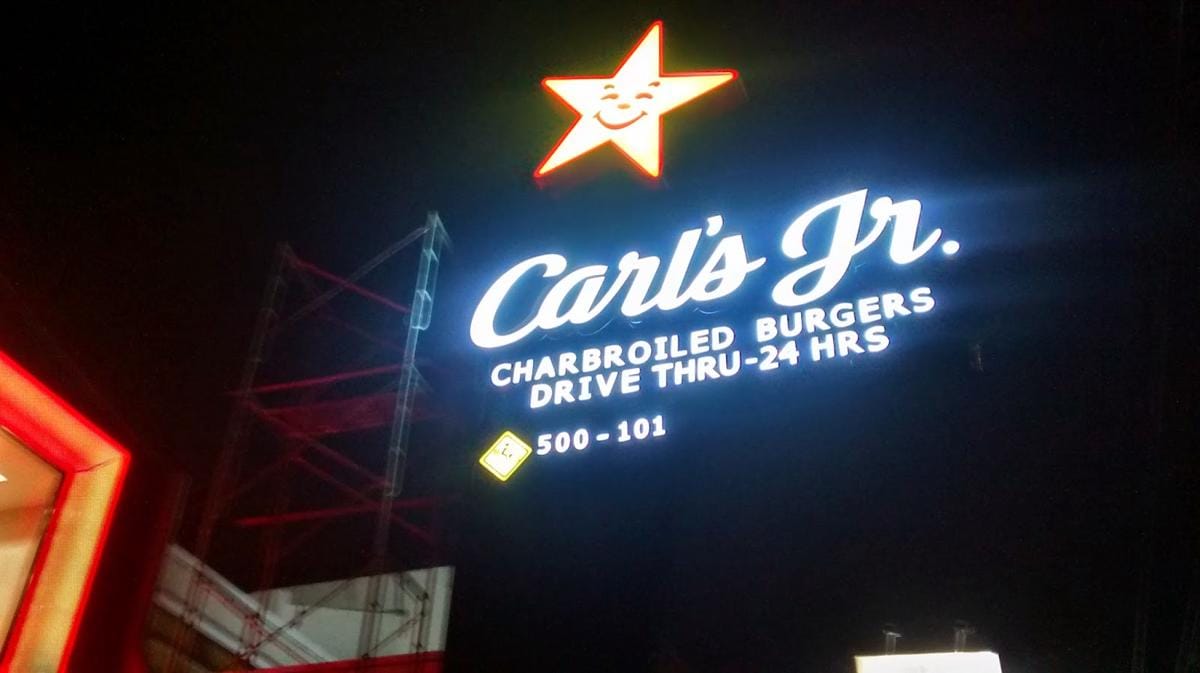 Carl's Jr.
CHARBROILED BURGERS
DRIVE THRU-24 HRS
500-101